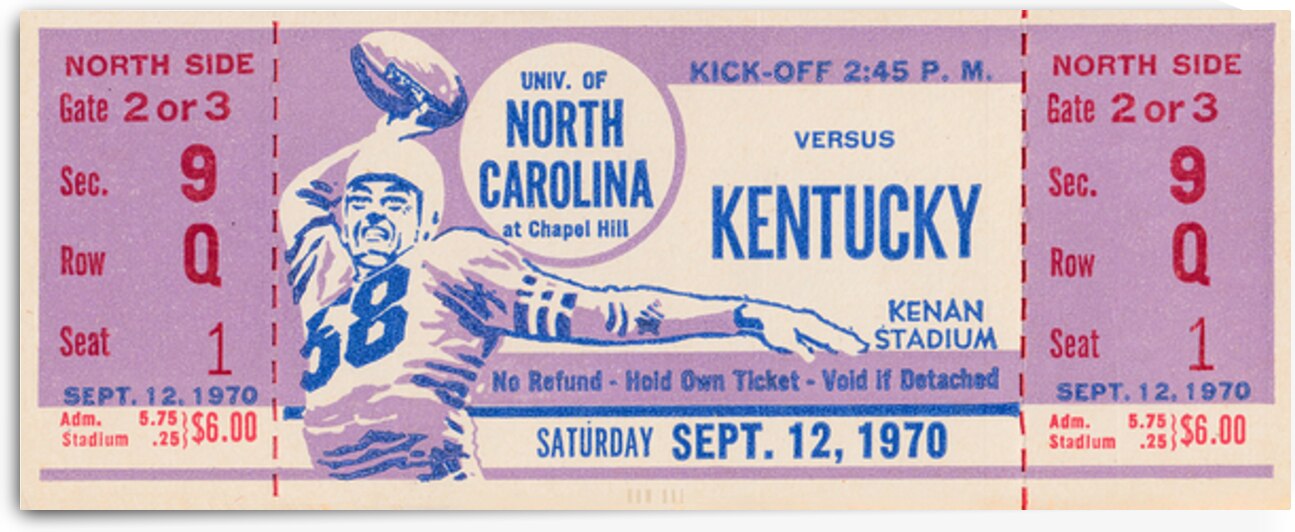 NORTH SIDE
Gate 2 or 3
Sec. 9
Row Q
Seat 1
SEPT. 12, 1970
Adm. 5.75
Stadium .25} $6.00
UNIV. OF
NORTH
CAROLINA
at Chapel Hill
58
KICK-OFF 2:45 P. M.
VERSUS
KENTUCKY
KENAN
STADIUM
No Refund - Hold Own Ticket - Void if Detached
SATURDAY SEPT. 12, 1970
NORTH SIDE
Gate 2 or 3
Sec. 9
Row Q
Seat 1
SEPT. 12, 1970
Adm. 5.75
Stadium .25} $6.00